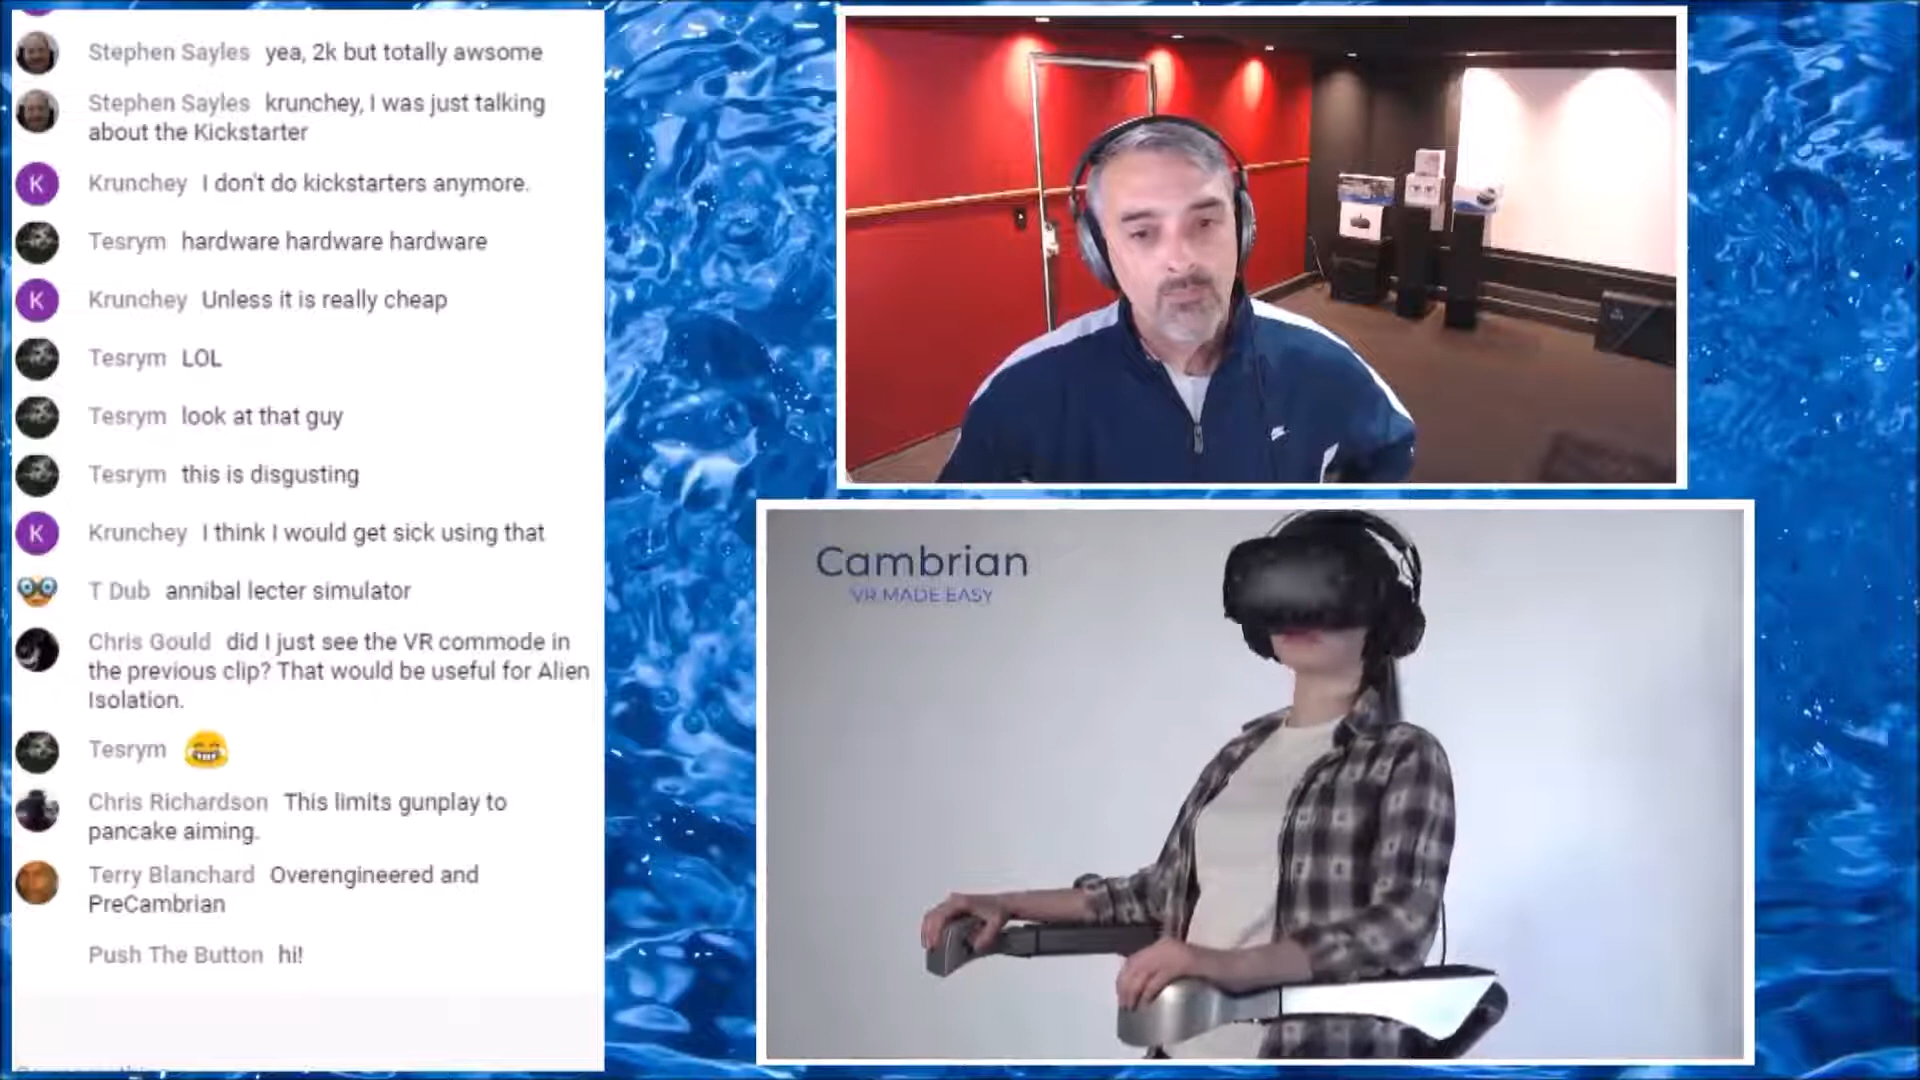 Stephen Sayles yea, 2k but totally awsome
Stephen Sayles krunchey, I was just talking
about the Kickstarter
K Krunchey I don't do kickstarters anymore.
Tesrym hardware hardware hardware
K Krunchey Unless it is really cheap
Tesrym LOL
Tesrym look at that guy
Tesrym this is disgusting
K Krunchey I think I would get sick using that
T Dub annibal lecter simulator
Chris Gould did I just see the VR commode in
the previous clip? That would be useful for Alien
Isolation.
Tesrym
Chris Richardson This limits gunplay to
pancake aiming.
Terry Blanchard Overengineered and
PreCambrian
Push The Button hi!
Cambrian
VR MADE EASY